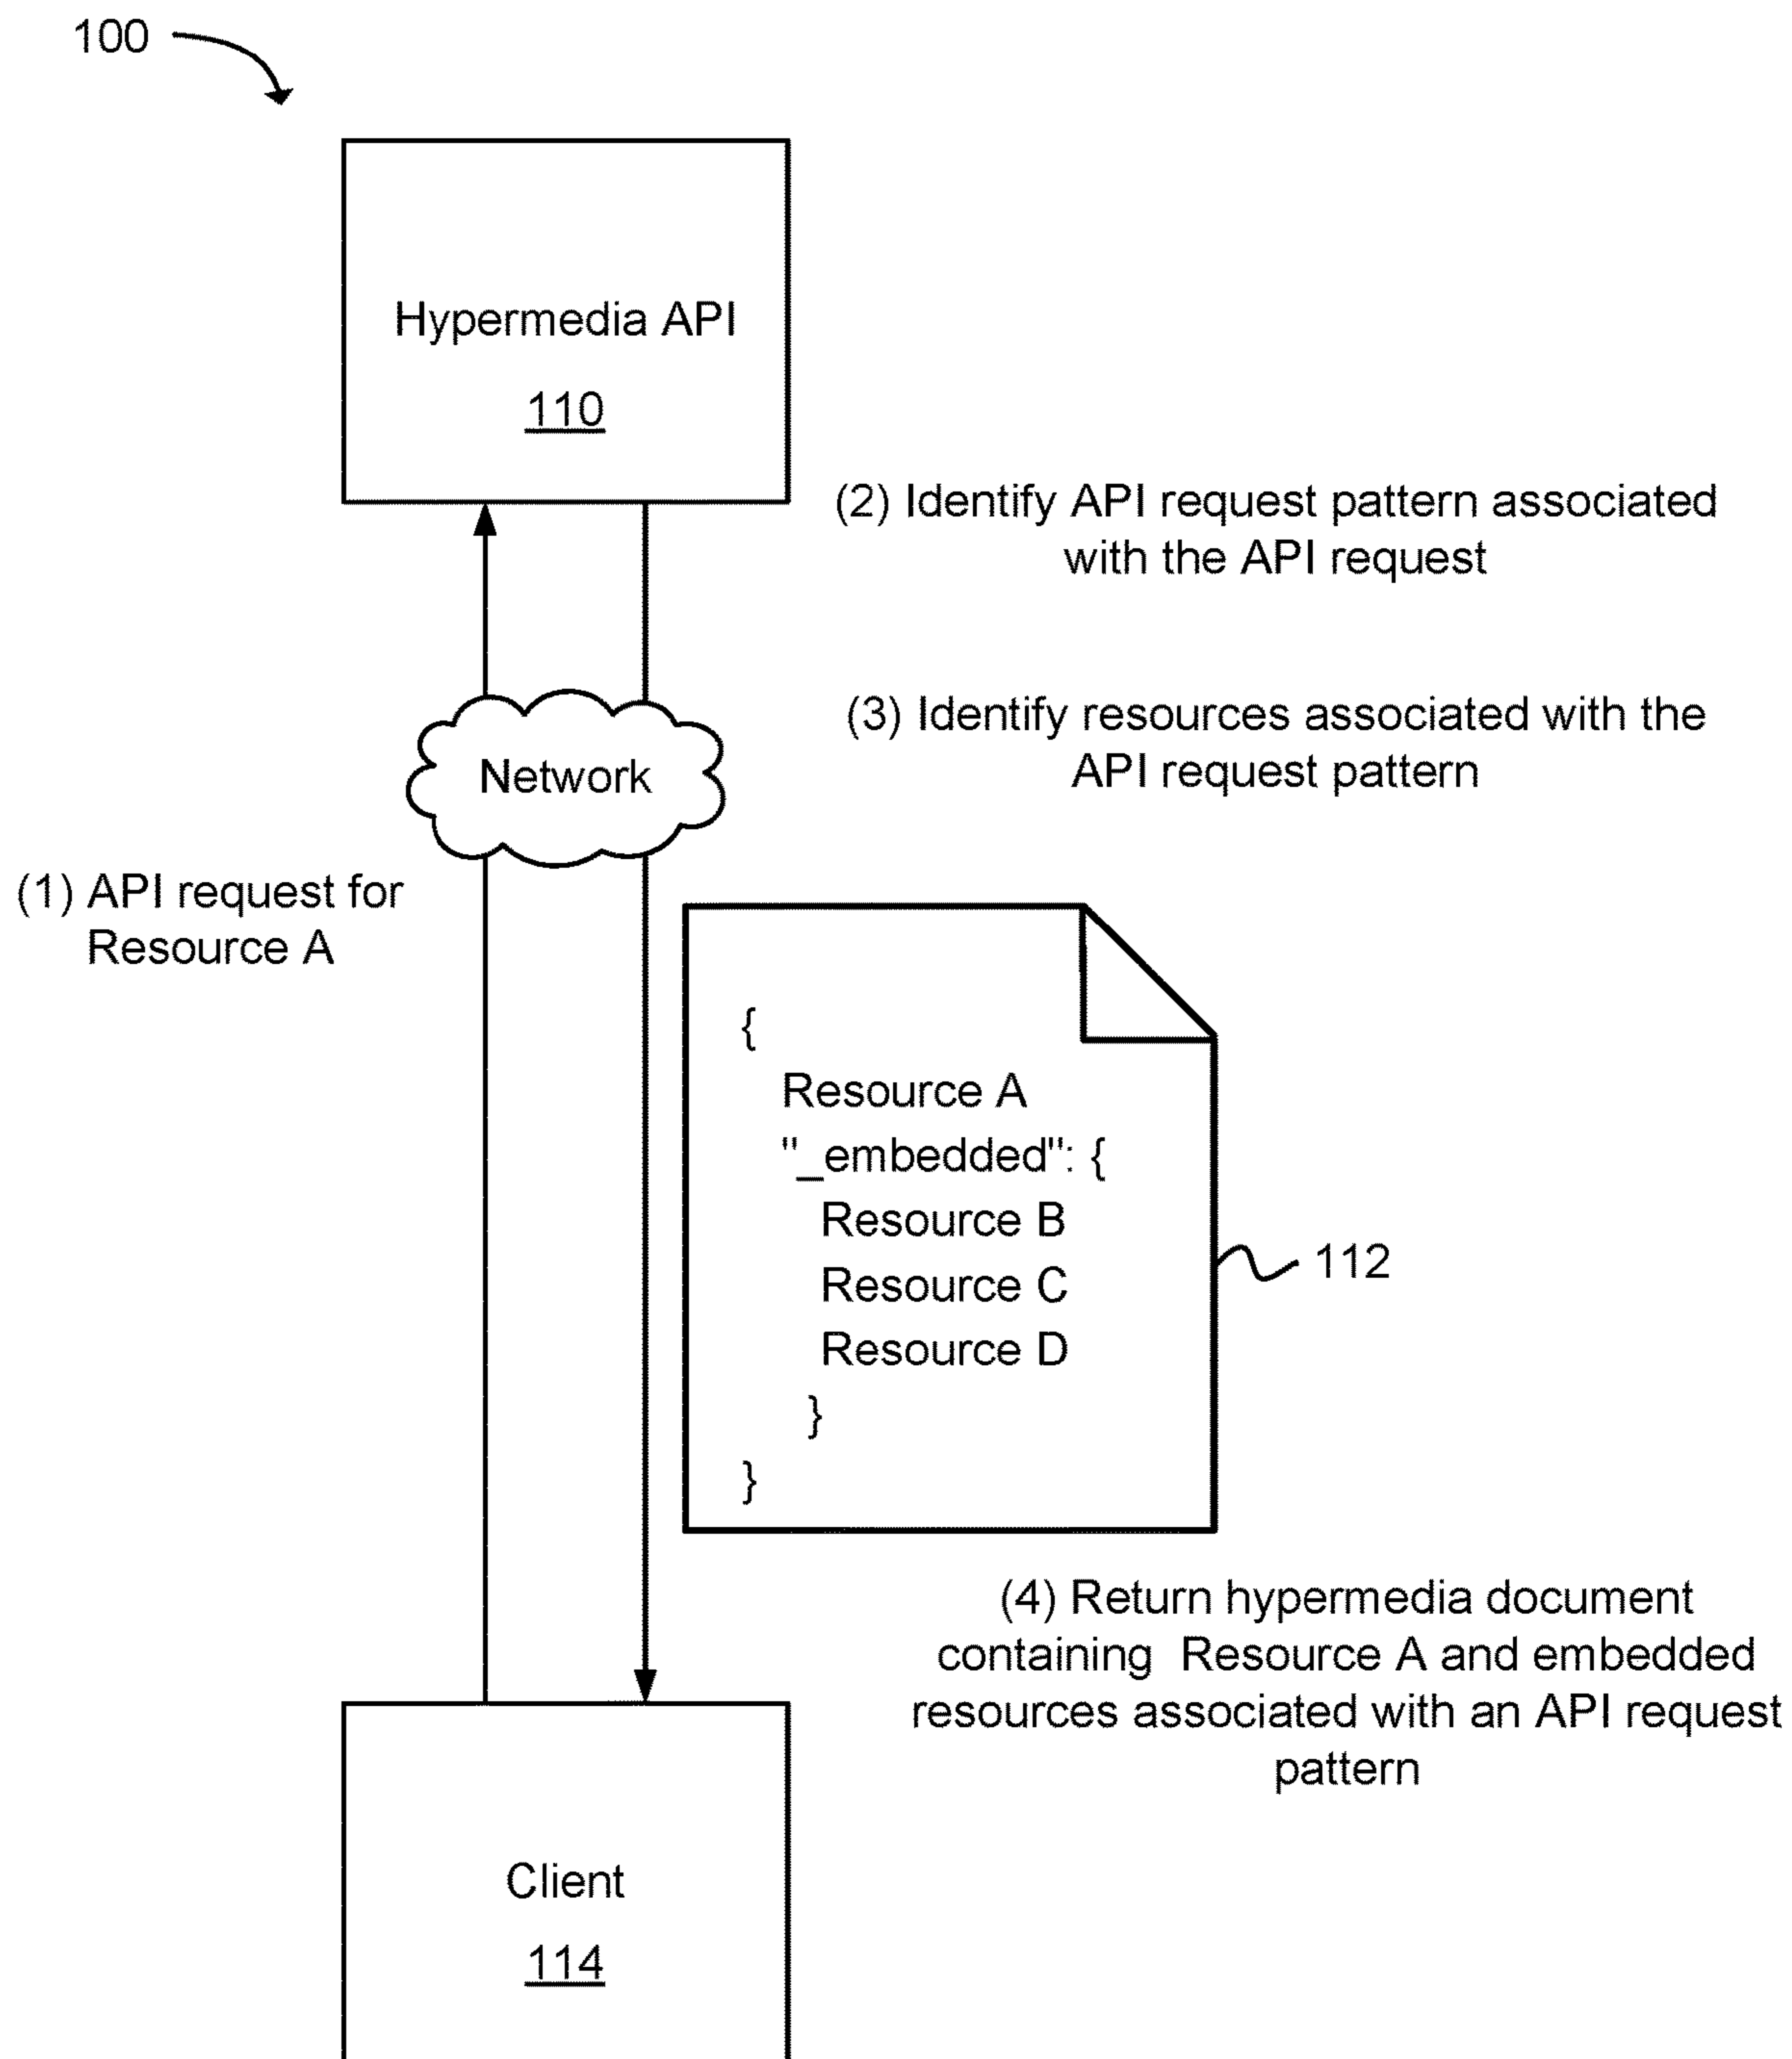 100
Hypermedia API
110
(2) Identify API request pattern associated
with the API request
(3) Identify resources associated with the
API request pattern
Network
(1) API request for
Resource A
{
Resource A
"_embedded": {
Resource B
Resource C
Resource D
}
}
112
(4) Return hypermedia document
containing Resource A and embedded
resources associated with an API request
pattern
Client
114